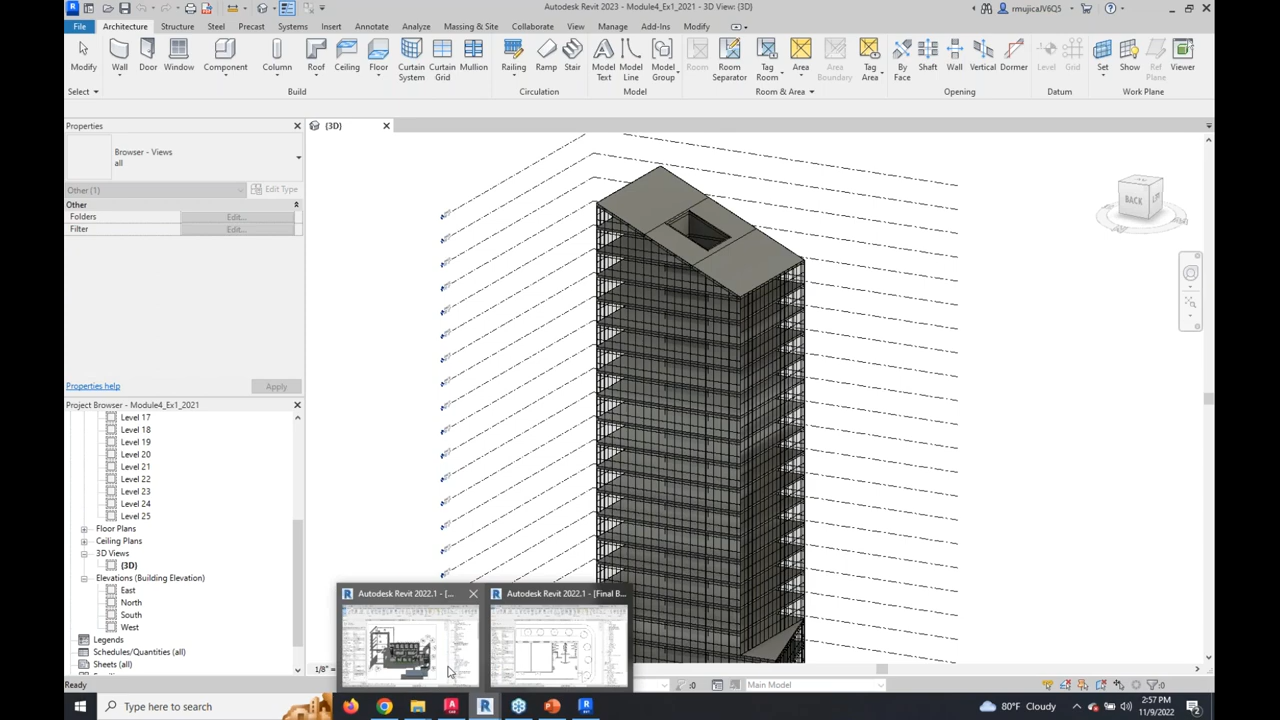 Autodesk Revit 2023 - Module4_Ex1_2021 - 3D View: {3D}
rmujicaJV6Q5
File Architecture Structure Steel Precast Systems Insert Annotate Analyze Massing & Site Collaborate View Manage Add-Ins Modify
Modify Wall Door Window Component Column Roof Ceiling Floor Curtain System Curtain Grid Mullion Railing Ramp Stair Model Text Model Line Model Group Room Room Separator Tag Room Area Area Boundary Tag Area By Face Shaft Wall Vertical Dormer Level Grid Set Show Ref Plane Viewer
Select Build Circulation Model Room & Area Opening Datum Work Plane
Properties
{3D}
Browser - Views
all
Other (1) Edit Type
Other
Folders Edit...
Filter Edit...
BACK
Properties help Apply
Project Browser - Module4_Ex1_2021
Level 17
Level 18
Level 19
Level 20
Level 21
Level 22
Level 23
Level 24
Level 25
Floor Plans
Ceiling Plans
3D Views
{3D}
Elevations (Building Elevation)
East
North
South
West
Legends
Schedules/Quantities (all)
Sheets (all)
Autodesk Revit 2022.1 - [...
Autodesk Revit 2022.1 - [Final B...
1/8" =
Ready
:0
Main Model
:0
Type here to search
80°F Cloudy
2:57 PM
11/9/2022
2